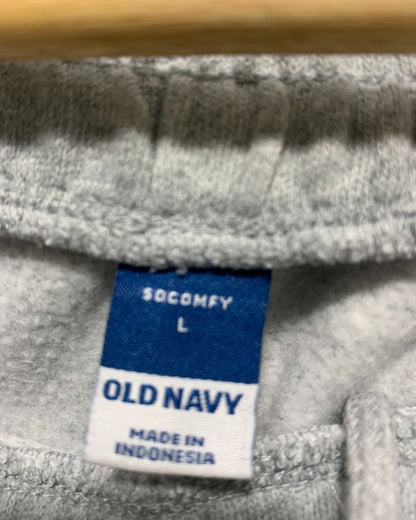 SOCOMFY
L
OLD NAVY
MADE IN
INDONESIA